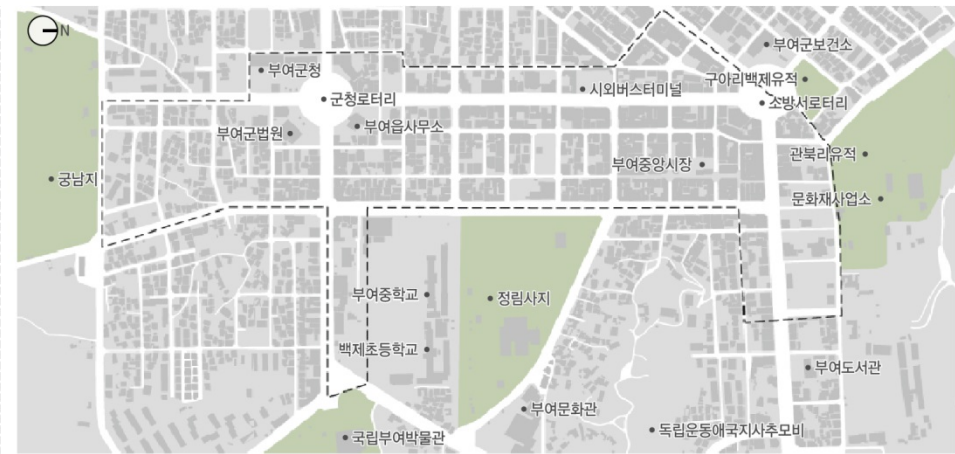 N
부여군청
군청로터리
부여군법원
부여읍사무소
궁남지
시외버스터미널
부여군보건소
구아리백제유적
소방서로터리
부여중앙시장
관북리유적
문화재사업소
부여중학교
정림사지
백제초등학교
부여도서관
부여문화관
국립부여박물관
독립운동애국지사추모비